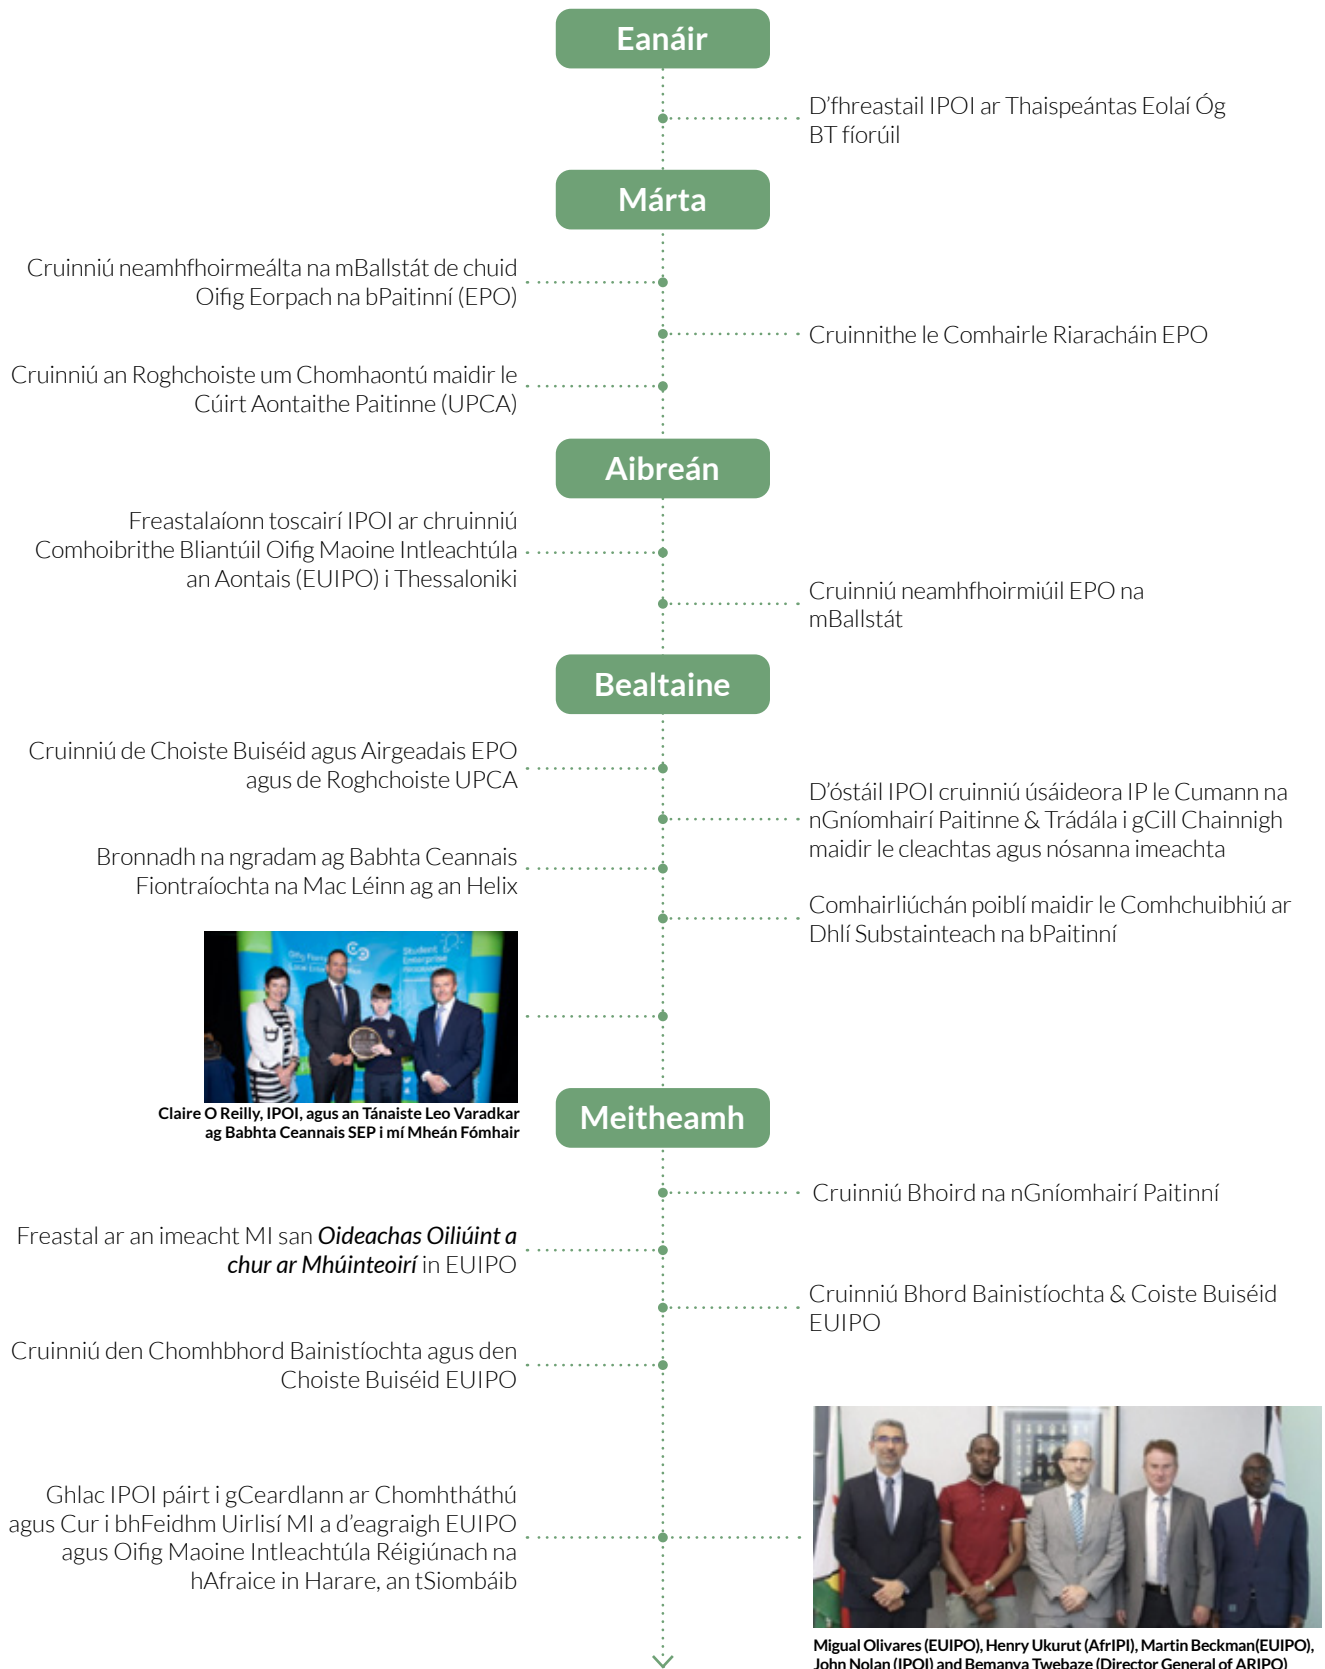 Eanáir
D'fhreastail IPOI ar Thaispeántas Eolaí Óg
BT fíorúil
Márta
Cruinniú neamhfhoirmeálta na mBallstát de chuid
Oifig Eorpach na bPaitinní (EPO)
Cruinnithe le Comhairle Riaracháin EPO
Cruinniú an Roghchoiste um Chomhaontú maidir le
Cúirt Aontaithe Paitinne (UPCA)
Aibreán
Freastalaíonn toscairí IPOI ar chruinniú
Comhoibrithe Bliantúil Oifig Maoine Intleachtúla
an Aontais (EUIPO) i Thessaloniki
Cruinniú neamhfhoirmiúil EPO na
mBallstát
Bealtaine
Cruinniú de Choiste Buiséid agus Airgeadais EPO
agus de Roghchoiste UPCA
D'óstáil IPOI cruinniú úsáideora IP le Cumann na
nGníomhairí Paitinne & Trádála i gCill Chainnigh
maidir le cleachtas agus nósanna imeachta
Bronnadh na ngradam ag Babhta Ceannais
Fiontraíochta na Mac Léinn ag an Helix
Comhairliúchán poiblí maidir le Comhchuibhiú ar
Dhlí Substainteach na bPaitinní
Student
Enterprise
Claire O Reilly, IPOI, agus an Tánaiste Leo Varadkar
ag Babhta Ceannais SEP i mí Mheán Fómhair
Meitheamh
Cruinniú Bhoird na nGníomhairí Paitinní
Freastal ar an imeacht MI san Oideachas Oiliúint a
chur ar Mhúinteoirí in EUIPO
Cruinniú Bhord Bainistíochta & Coiste Buiséid
EUIPO
Cruinniú den Chomhbhord Bainistíochta agus den
Choiste Buiséid EUIPO
Ghlac IPOI páirt i gCeardlann ar Chomhtháthú
agus Cur i bhFeidhm Uirlisí MI a d'eagraigh EUIPO
agus Oifig Maoine Intleachtúla Réigiúnach na
hAfraice in Harare, an tSiombáib
Migual Olivares (EUIPO), Henry Ukurut (AfrIPI), Martin Beckman(EUIPO),
John Nolan (IPOI) and Bemanya Twebaze (Director General of ARIPO)